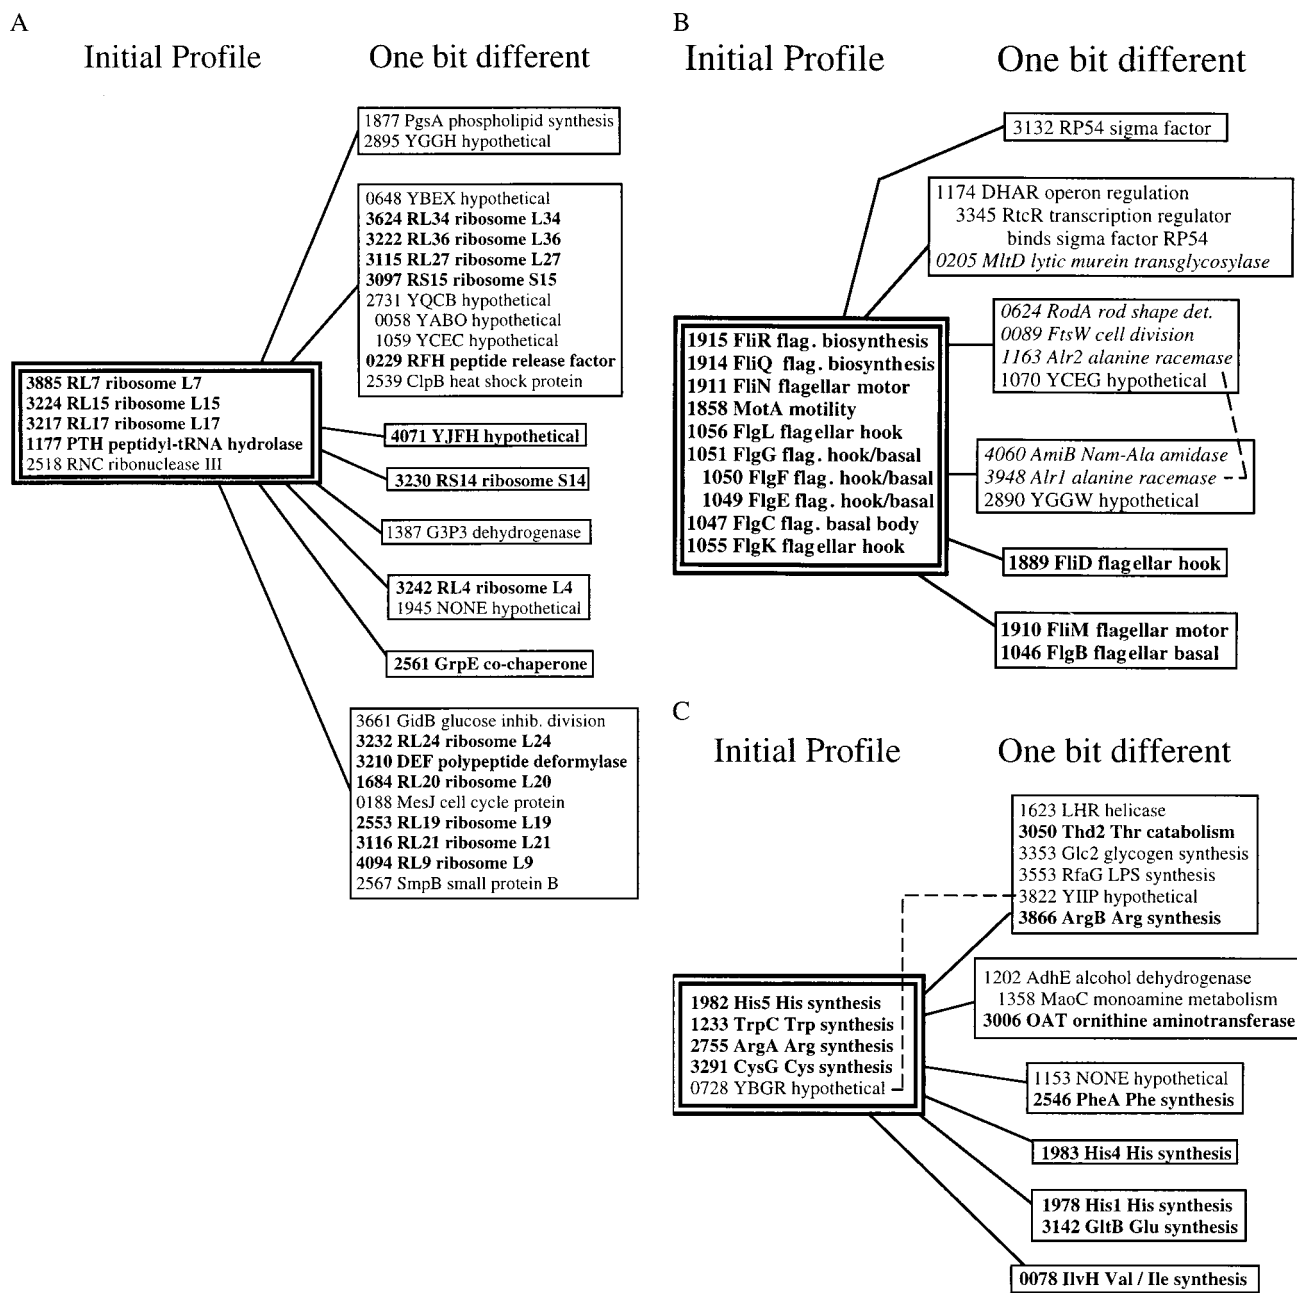 A
Initial Profile
One bit different
1877 PgsA phospholipid synthesis
2895 YGGH hypothetical
0648 YBEX hypothetical
3624 RL34 ribosome L34
3222 RL36 ribosome L36
3115 RL27 ribosome L27
3097 RS15 ribosome S15
2731 YQCB hypothetical
0058 YABO hypothetical
1059 YCEC hypothetical
0229 RFH peptide release factor
2539 ClpB heat shock protein
3885 RL7 ribosome L7
3224 RL15 ribosome L15
3217 RL17 ribosome L17
1177 PTH peptidyl-tRNA hydrolase
2518 RNC ribonuclease III
4071 YJFH hypothetical
3230 RS14 ribosome S14
1387 G3P3 dehydrogenase
3242 RL4 ribosome L4
1945 NONE hypothetical
2561 GrpE co-chaperone
3661 GidB glucose inhib. division
3232 RL24 ribosome L24
3210 DEF polypeptide deformylase
1684 RL20 ribosome L20
0188 MesJ cell cycle protein
2553 RL19 ribosome L19
3116 RL21 ribosome L21
4094 RL9 ribosome L9
2567 SmpB small protein B
B
Initial Profile
One bit different
3132 RP54 sigma factor
1174 DHAR operon regulation
3345 RtcR transcription regulator
binds sigma factor RP54
0205 MltD lytic murein transglycosylase
0624 RodA rod shape det.
0089 FtsW cell division
1163 Alr2 alanine racemase
1070 YCEG hypothetical
1915 FliR flag. biosynthesis
1914 FliQ flag. biosynthesis
1911 FliN flagellar motor
1858 MotA motility
1056 FlgL flagellar hook
1051 FlgG flag. hook/basal
1050 FlgF flag. hook/basal
1049 FlgE flag. hook/basal
1047 FlgC flag. basal body
1055 FlgK flagellar hook
4060 AmiB Nam-Ala amidase
3948 Alr1 alanine racemase
2890 YGGW hypothetical
1889 FliD flagellar hook
1910 FliM flagellar motor
1046 FlgB flagellar basal
C
Initial Profile
One bit different
1623 LHR helicase
3050 Thd2 Thr catabolism
3353 Glc2 glycogen synthesis
3553 RfaG LPS synthesis
3822 YIIP hypothetical
3866 ArgB Arg synthesis
1202 AdhE alcohol dehydrogenase
1358 MaoC monoamine metabolism
3006 OAT ornithine aminotransferase
1982 His5 His synthesis
1233 TrpC Trp synthesis
2755 ArgA Arg synthesis
3291 CysG Cys synthesis
0728 YBGR hypothetical
1153 NONE hypothetical
2546 PheA Phe synthesis
1983 His4 His synthesis
1978 His1 His synthesis
3142 GltB Glu synthesis
0078 IlvH Val / Ile synthesis